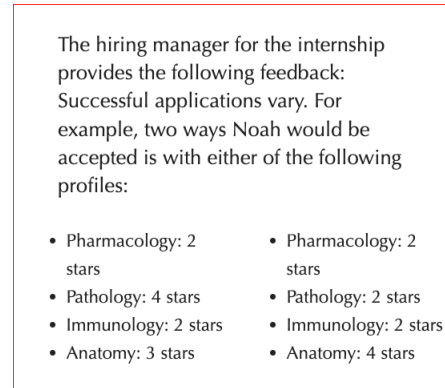 The hiring manager for the internship
provides the following feedback:
Successful applications vary. For
example, two ways Noah would be
accepted is with either of the following
profiles:
• Pharmacology: 2
stars
• Pathology: 4 stars
• Immunology: 2 stars
• Anatomy: 3 stars
• Pharmacology: 2
stars
• Pathology: 2 stars
• Immunology: 2 stars
• Anatomy: 4 stars